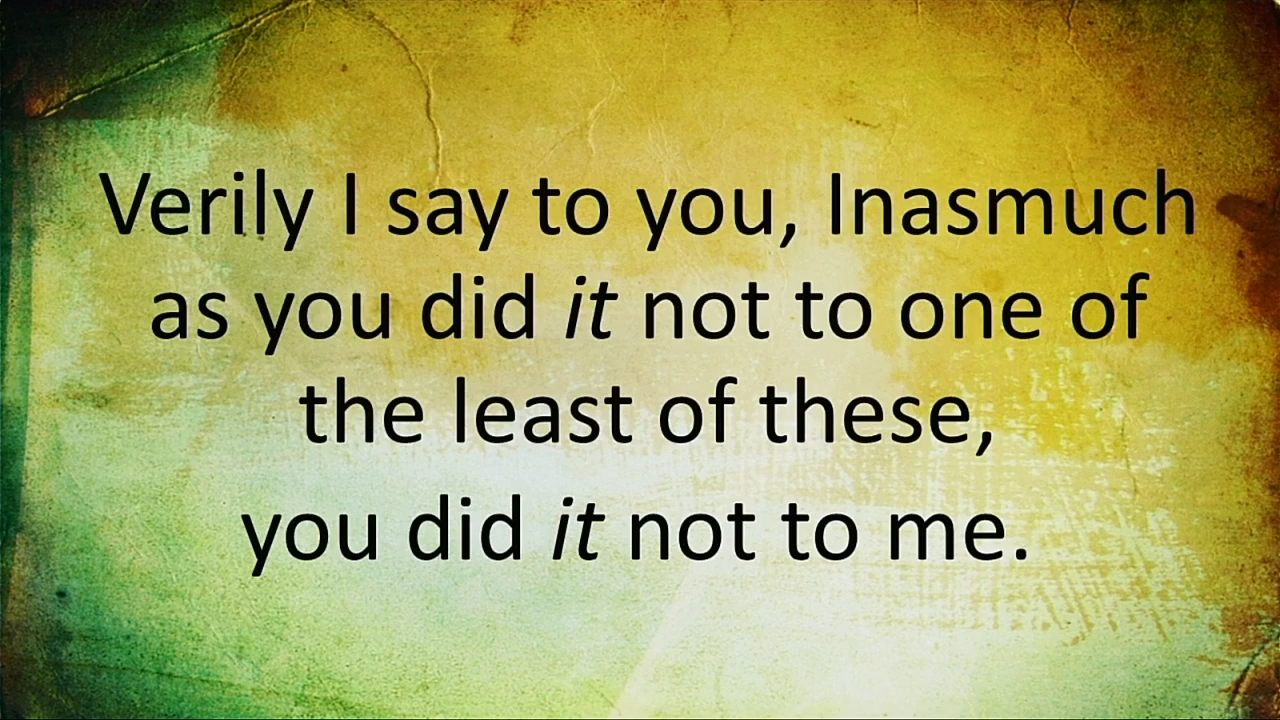 Verily I say to you, Inasmuch
as you did it not to one of
the least of these,
you did it not to me.